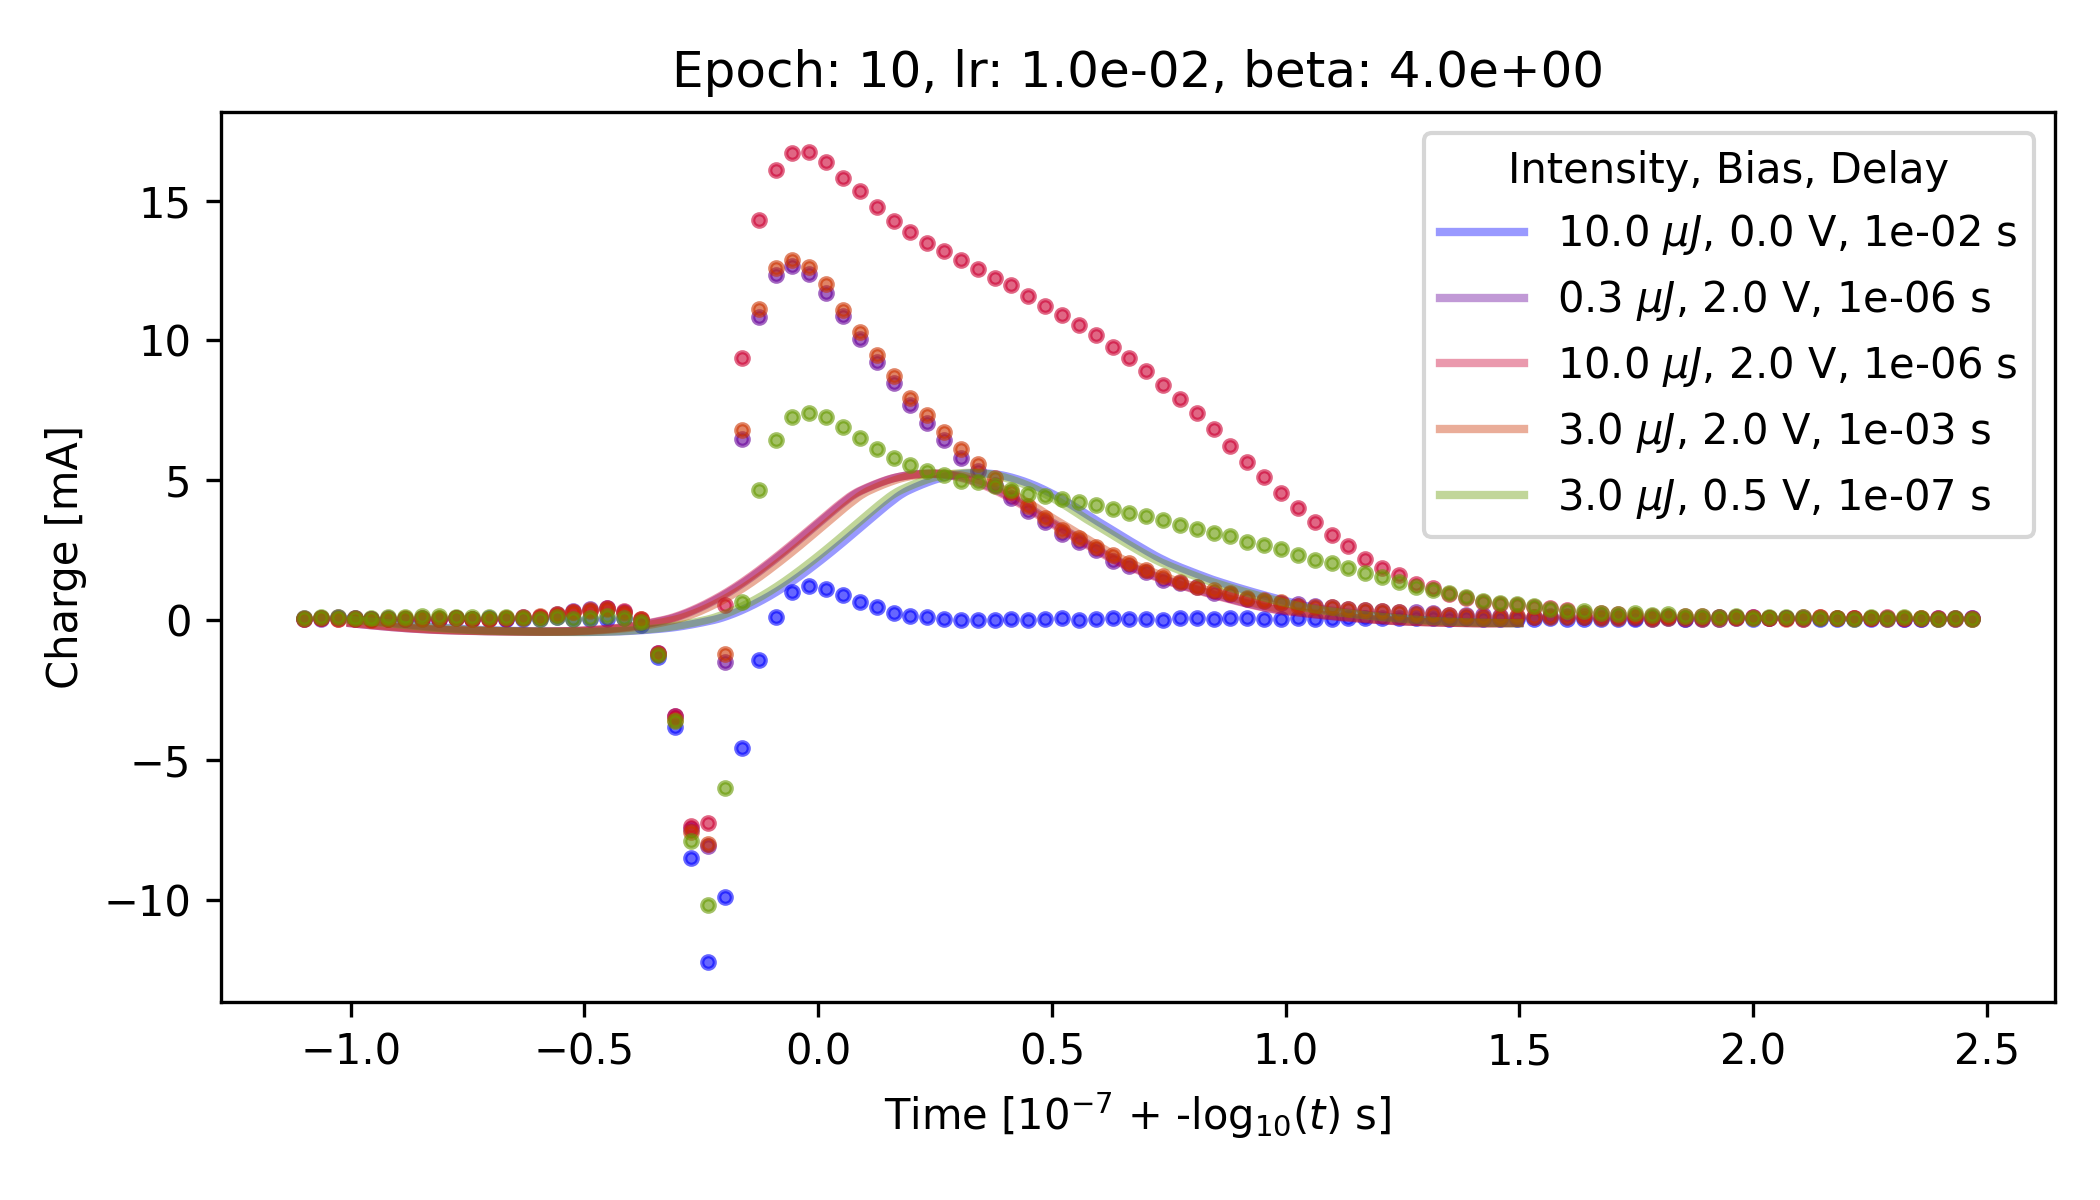 Epoch: 10, lr: 1.0e-02, beta: 4.0e+00
Intensity, Bias, Delay
10.0 μJ, 0.0 V, 1e-02 s
0.3 μJ, 2.0 V, 1e-06 s
10.0 μJ, 2.0 V, 1e-06 s
3.0 μJ, 2.0 V, 1e-03 s
3.0 μJ, 0.5 V, 1e-07 s
Charge [mA]
15
10
5
0
−5
−10
−1.0 −0.5 0.0 0.5 1.0 1.5 2.0 2.5
Time [10⁻⁷ + -log₁₀(t) s]